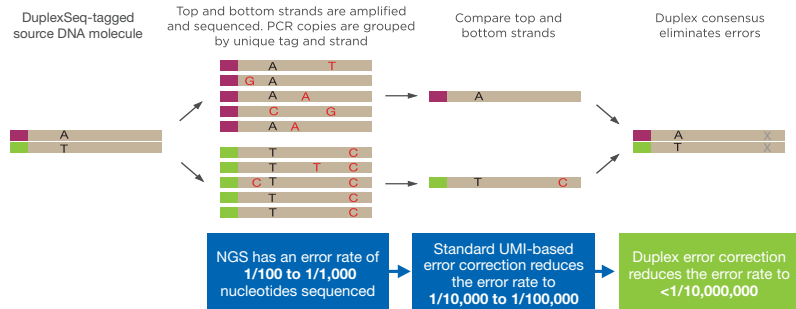 DuplexSeq-tagged
source DNA molecule
Top and bottom strands are amplified
and sequenced. PCR copies are grouped
by unique tag and strand
Compare top and
bottom strands
Duplex consensus
eliminates errors
A T
G A
A A
C G
A A
A
A
A X
T
T X
T C
T T C
C T C
T C
T C
T C
NGS has an error rate of
1/100 to 1/1,000
nucleotides sequenced
Standard UMI-based
error correction reduces
the error rate to
1/10,000 to 1/100,000
Duplex error correction
reduces the error rate to
<1/10,000,000